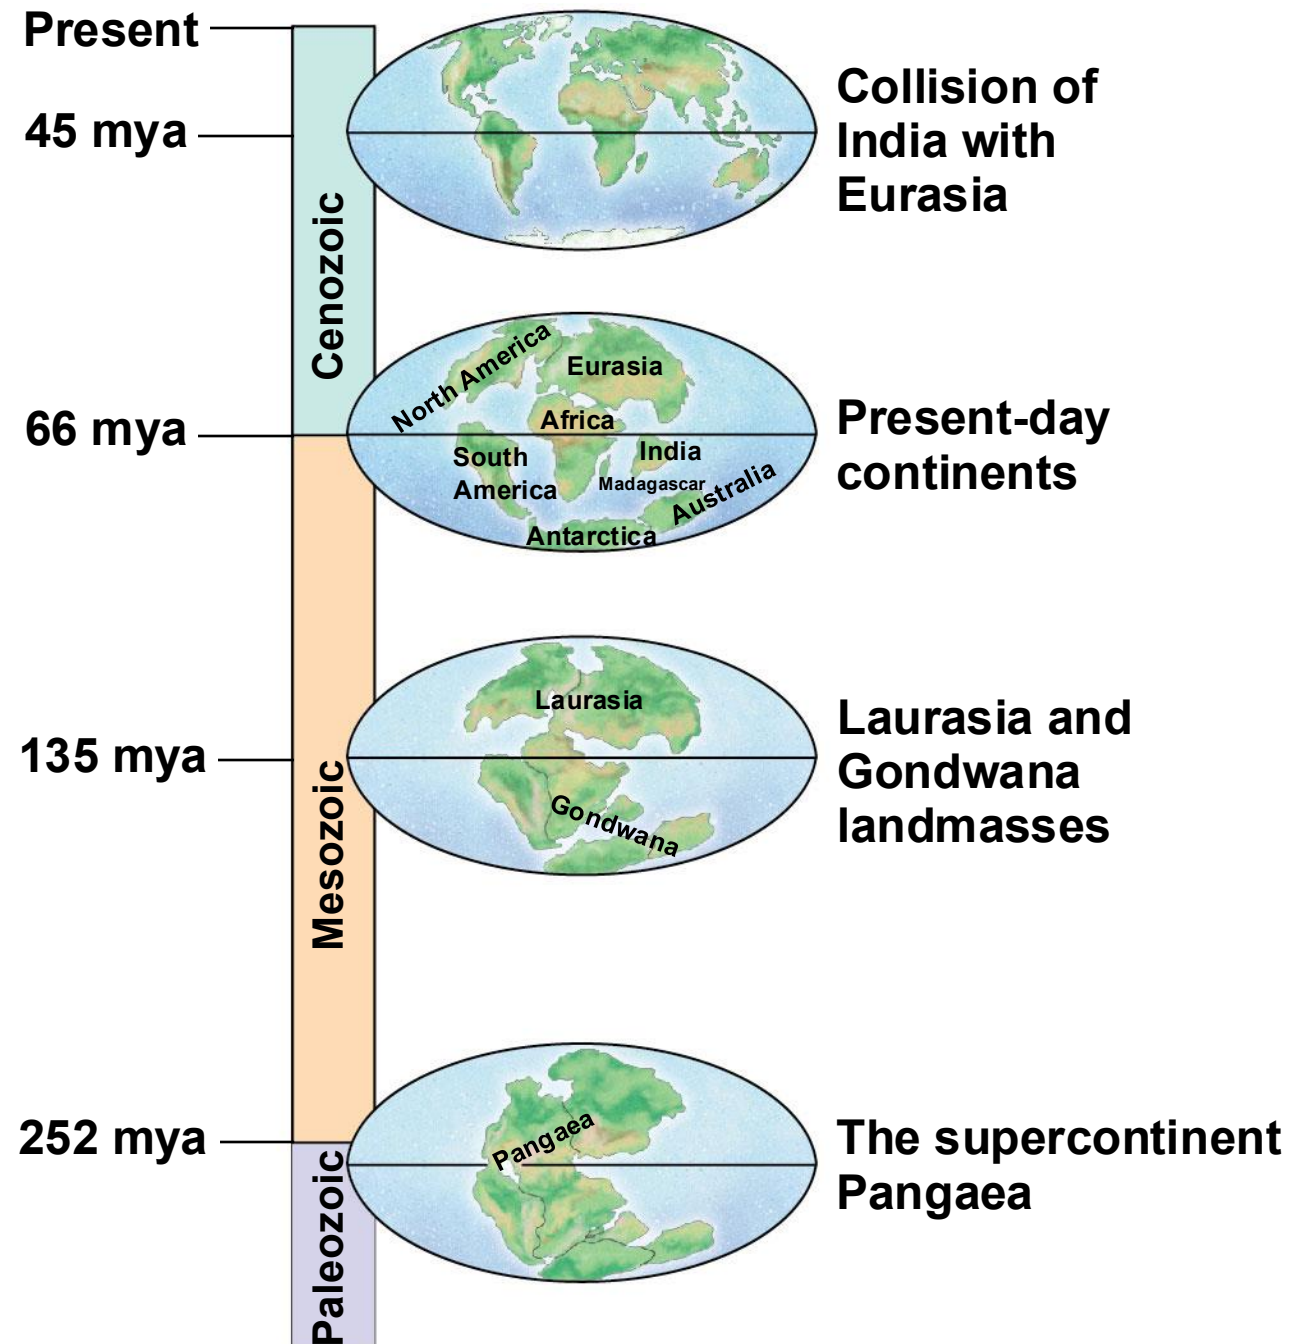 Present
45 mya
Cenozoic
Collision of
India with
Eurasia
66 mya
North America
Eurasia
Africa
South
America
India
Madagascar
Australia
Antarctica
Present-day
continents
135 mya
Mesozoic
Laurasia
Gondwana
Laurasia and
Gondwana
landmasses
252 mya
Paleozoic
Pangaea
The supercontinent
Pangaea